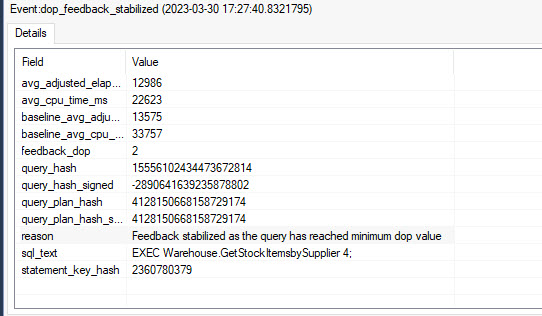 Event:dop_feedback_stabilized (2023-03-30 17:27:40.8321795)
Details
Field Value
avg_adjusted_elap... 12986
avg_cpu_time_ms 22623
baseline_avg_adju... 13575
baseline_avg_cpu_... 33757
feedback_dop 2
query_hash 15556102434473672814
query_hash_signed -2890641639235878802
query_plan_hash 4128150668158729174
query_plan_hash_s... 4128150668158729174
reason Feedback stabilized as the query has reached minimum dop value
sql_text EXEC Warehouse.GetStockItemsbySupplier 4;
statement_key_hash 2360780379